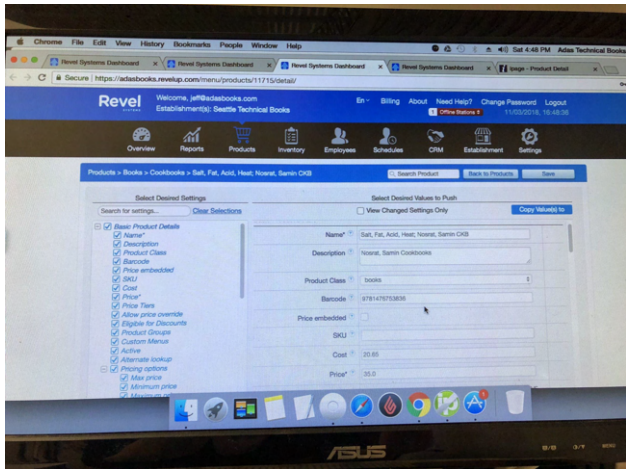 Chrome File Edit View History Bookmarks People Window Help Sat 4:48 PM Adas Technical Books
Revel Systems Dashboard × Revel Systems Dashboard × Revel Systems Dashboard × Revel Systems Dashboard × Ipage - Product Detail ×
Secure https://adasbooks.revelup.com/menu/products/11715/detail/
Revel SYSTEMS Welcome, jeff@adasbooks.com En Billing About Need Help? Change Password Logout
Establishment(s): Seattle Technical Books Offline Stations 11/03/2018, 16:48:36
Overview Reports Products Inventory Employees Schedules CRM Establishment Settings
Products > Books > Cookbooks > Salt, Fat, Acid, Heat; Nosrat, Samin CKB Search Product Back to Products Save
Select Desired Settings Select Desired Values to Push
Search for settings... Clear Selections View Changed Settings Only Copy Value(s) to
Basic Product Details
Name* Name* Salt, Fat, Acid, Heat; Nosrat, Samin CKB
Description Description Nosrat, Samin Cookbooks
Product Class Product Class books
Barcode Barcode 9781476753836
Price embedded Price embedded
SKU SKU
Cost Cost 20.65
Price* Price* 35.0
Price Tiers
Allow price override
Eligible for Discounts
Product Groups
Custom Menus
Active
Alternate lookup
Pricing options
Max price
Minimum price
ASUS